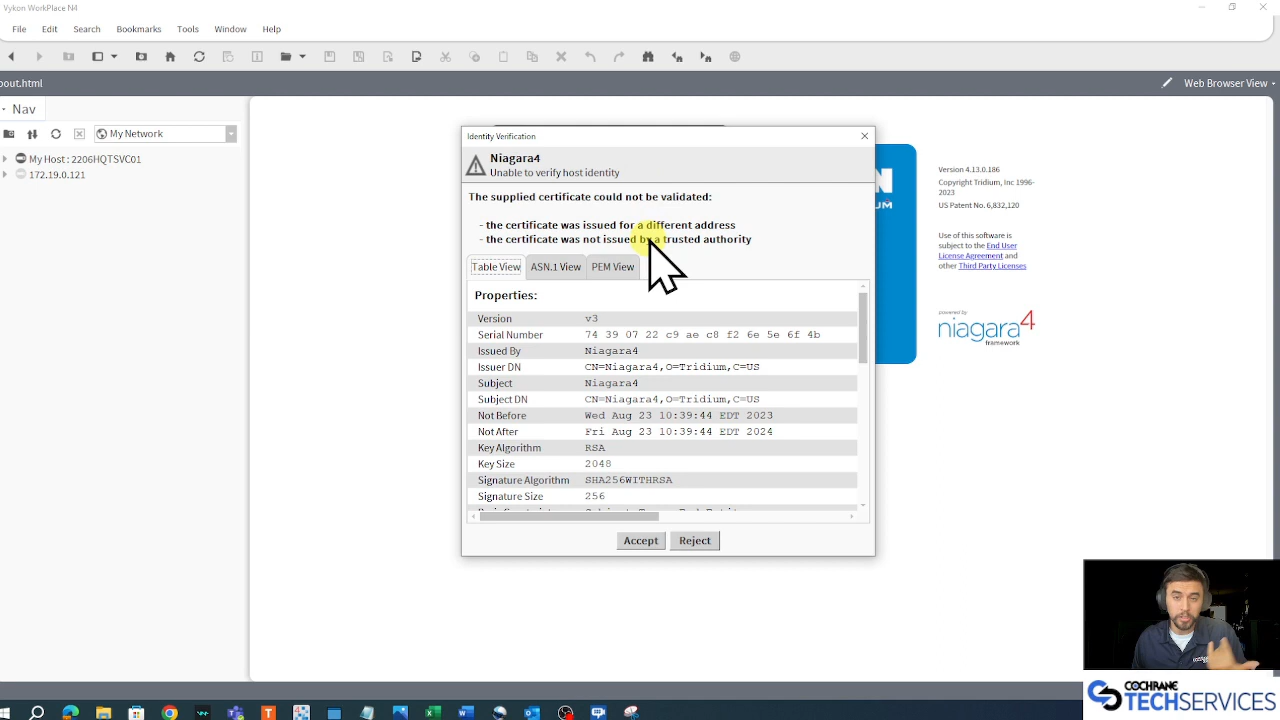 Vykon WorkPlace N4
File Edit Search Bookmarks Tools Window Help
bout.html
Web Browser View
Nav
My Network
My Host : 2206HQTSVC01
172.19.0.121
Identity Verification
Niagara4
Unable to verify host identity
The supplied certificate could not be validated:
- the certificate was issued for a different address
- the certificate was not issued by a trusted authority
Table View ASN.1 View PEM View
Properties:
Version v3
Serial Number 74 39 07 22 c9 ae c8 f2 6e 5e 6f 4b
Issued By Niagara4
Issuer DN CN=Niagara4,O=Tridium,C=US
Subject Niagara4
Subject DN CN=Niagara4,O=Tridium,C=US
Not Before Wed Aug 23 10:39:44 EDT 2023
Not After Fri Aug 23 10:39:44 EDT 2024
Key Algorithm RSA
Key Size 2048
Signature Algorithm SHA256WITHRSA
Signature Size 256
Accept Reject
N
Version 4.13.0.186
Copyright Tridium, Inc 1996-
2023
US Patent No. 6,832,120
Use of this software is
subject to the End User
License Agreement and
other Third Party Licenses
powered by
niagara4
framework
COCHRANE
TECHSERVICES